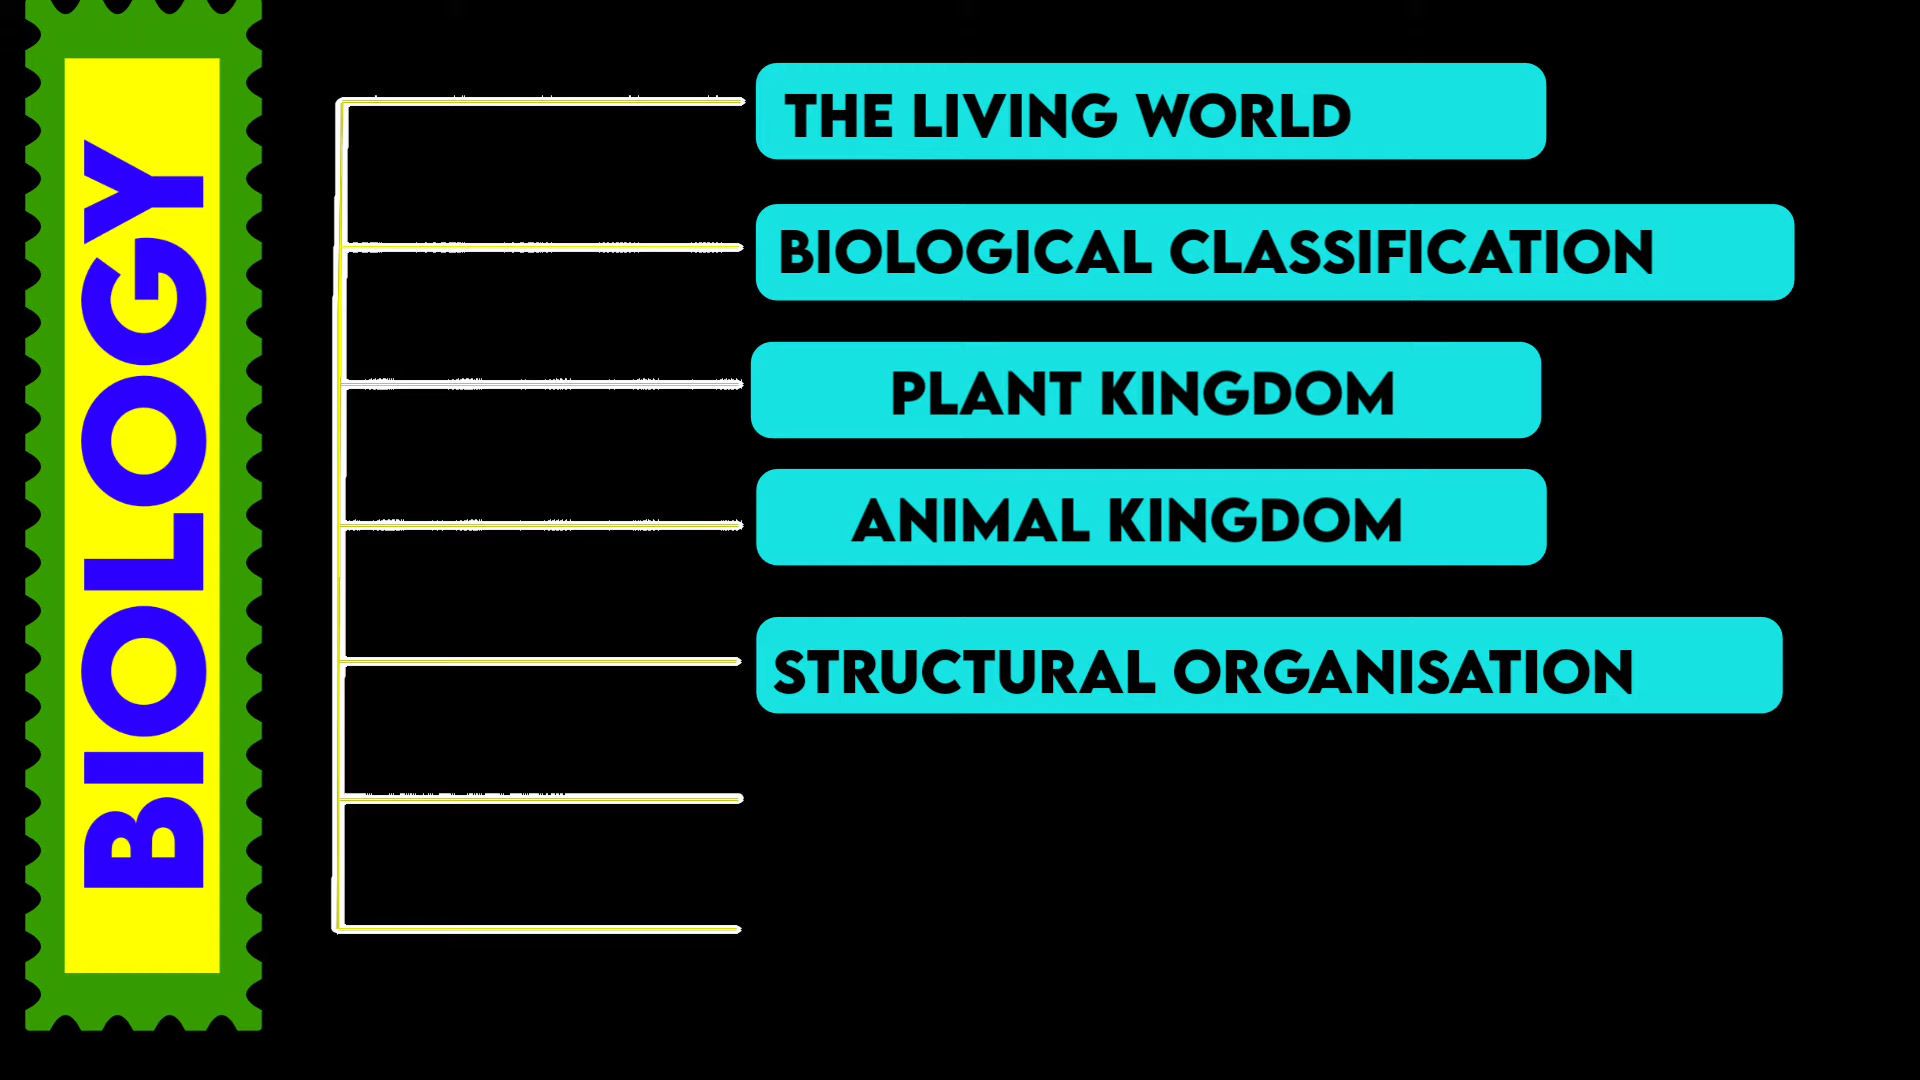 BIOLOGY
THE LIVING WORLD
BIOLOGICAL CLASSIFICATION
PLANT KINGDOM
ANIMAL KINGDOM
STRUCTURAL ORGANISATION